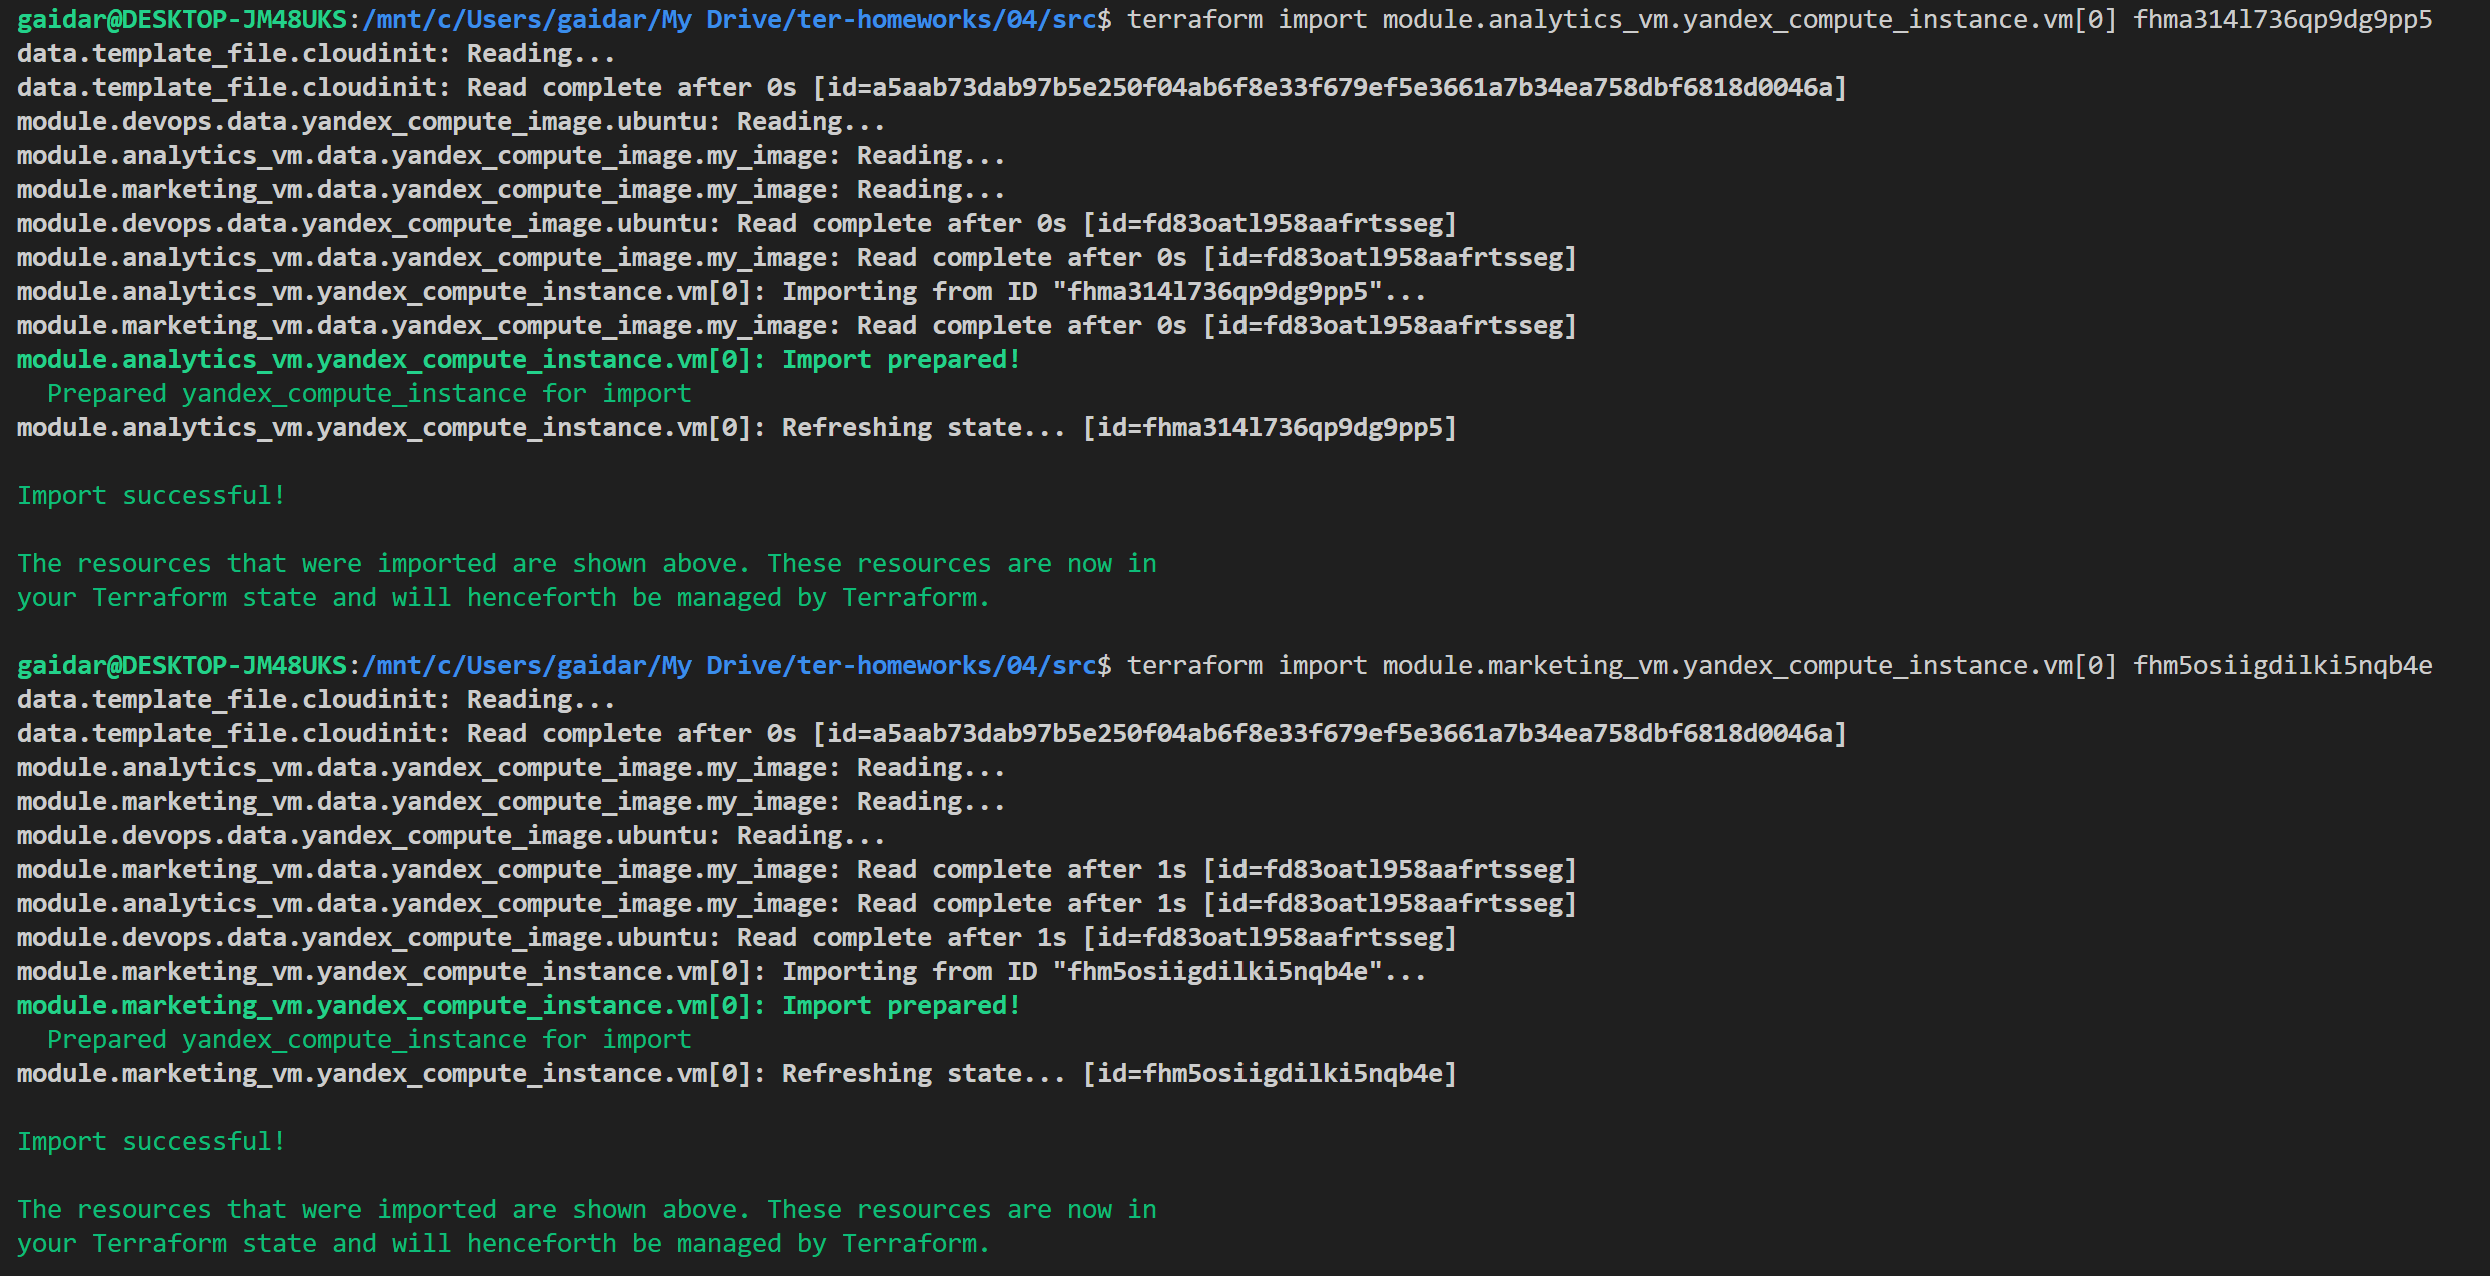 gaidar@DESKTOP-JM48UKS:/mnt/c/Users/gaidar/My Drive/ter-homeworks/04/src$ terraform import module.analytics_vm.yandex_compute_instance.vm[0] fhma314l736qp9dg9pp5
data.template_file.cloudinit: Reading...
data.template_file.cloudinit: Read complete after 0s [id=a5aab73dab97b5e250f04ab6f8e33f679ef5e3661a7b34ea758dbf6818d0046a]
module.devops.data.yandex_compute_image.ubuntu: Reading...
module.analytics_vm.data.yandex_compute_image.my_image: Reading...
module.marketing_vm.data.yandex_compute_image.my_image: Reading...
module.devops.data.yandex_compute_image.ubuntu: Read complete after 0s [id=fd83oatl958aafrtsseg]
module.analytics_vm.data.yandex_compute_image.my_image: Read complete after 0s [id=fd83oatl958aafrtsseg]
module.analytics_vm.yandex_compute_instance.vm[0]: Importing from ID "fhma314l736qp9dg9pp5"...
module.marketing_vm.data.yandex_compute_image.my_image: Read complete after 0s [id=fd83oatl958aafrtsseg]
module.analytics_vm.yandex_compute_instance.vm[0]: Import prepared!
  Prepared yandex_compute_instance for import
module.analytics_vm.yandex_compute_instance.vm[0]: Refreshing state... [id=fhma314l736qp9dg9pp5]
Import successful!
The resources that were imported are shown above. These resources are now in
your Terraform state and will henceforth be managed by Terraform.
gaidar@DESKTOP-JM48UKS:/mnt/c/Users/gaidar/My Drive/ter-homeworks/04/src$ terraform import module.marketing_vm.yandex_compute_instance.vm[0] fhm5osiigdilki5nqb4e
data.template_file.cloudinit: Reading...
data.template_file.cloudinit: Read complete after 0s [id=a5aab73dab97b5e250f04ab6f8e33f679ef5e3661a7b34ea758dbf6818d0046a]
module.analytics_vm.data.yandex_compute_image.my_image: Reading...
module.marketing_vm.data.yandex_compute_image.my_image: Reading...
module.devops.data.yandex_compute_image.ubuntu: Reading...
module.marketing_vm.data.yandex_compute_image.my_image: Read complete after 1s [id=fd83oatl958aafrtsseg]
module.analytics_vm.data.yandex_compute_image.my_image: Read complete after 1s [id=fd83oatl958aafrtsseg]
module.devops.data.yandex_compute_image.ubuntu: Read complete after 1s [id=fd83oatl958aafrtsseg]
module.marketing_vm.yandex_compute_instance.vm[0]: Importing from ID "fhm5osiigdilki5nqb4e"...
module.marketing_vm.yandex_compute_instance.vm[0]: Import prepared!
  Prepared yandex_compute_instance for import
module.marketing_vm.yandex_compute_instance.vm[0]: Refreshing state... [id=fhm5osiigdilki5nqb4e]
Import successful!
The resources that were imported are shown above. These resources are now in
your Terraform state and will henceforth be managed by Terraform.